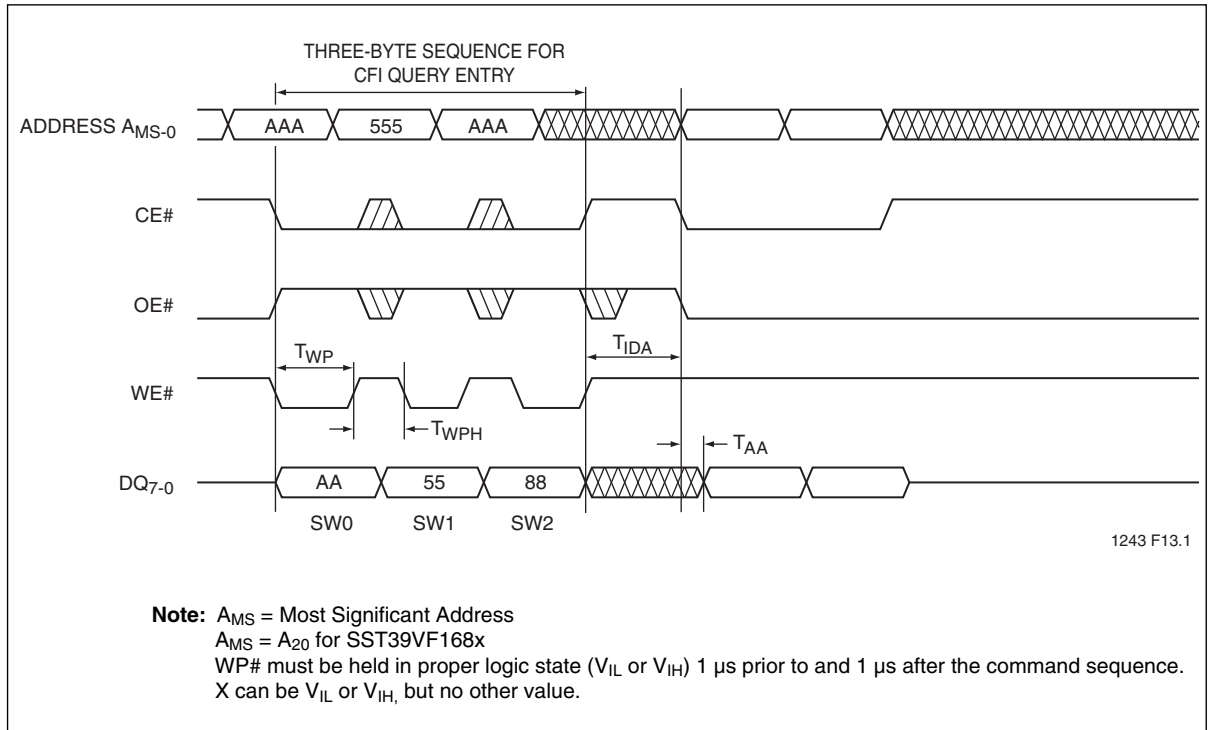 THREE-BYTE SEQUENCE FOR
CFI QUERY ENTRY
ADDRESS AMS-0
AAA
555
AAA
CE#
OE#
TWP
TIDA
WE#
TWPH
TAA
DQ7-0
AA
55
88
SW0
SW1
SW2
1243 F13.1
Note: AMS = Most Significant Address
AMS = A20 for SST39VF168x
WP# must be held in proper logic state (VIL or VIH) 1 µs prior to and 1 µs after the command sequence.
X can be VIL or VIH, but no other value.